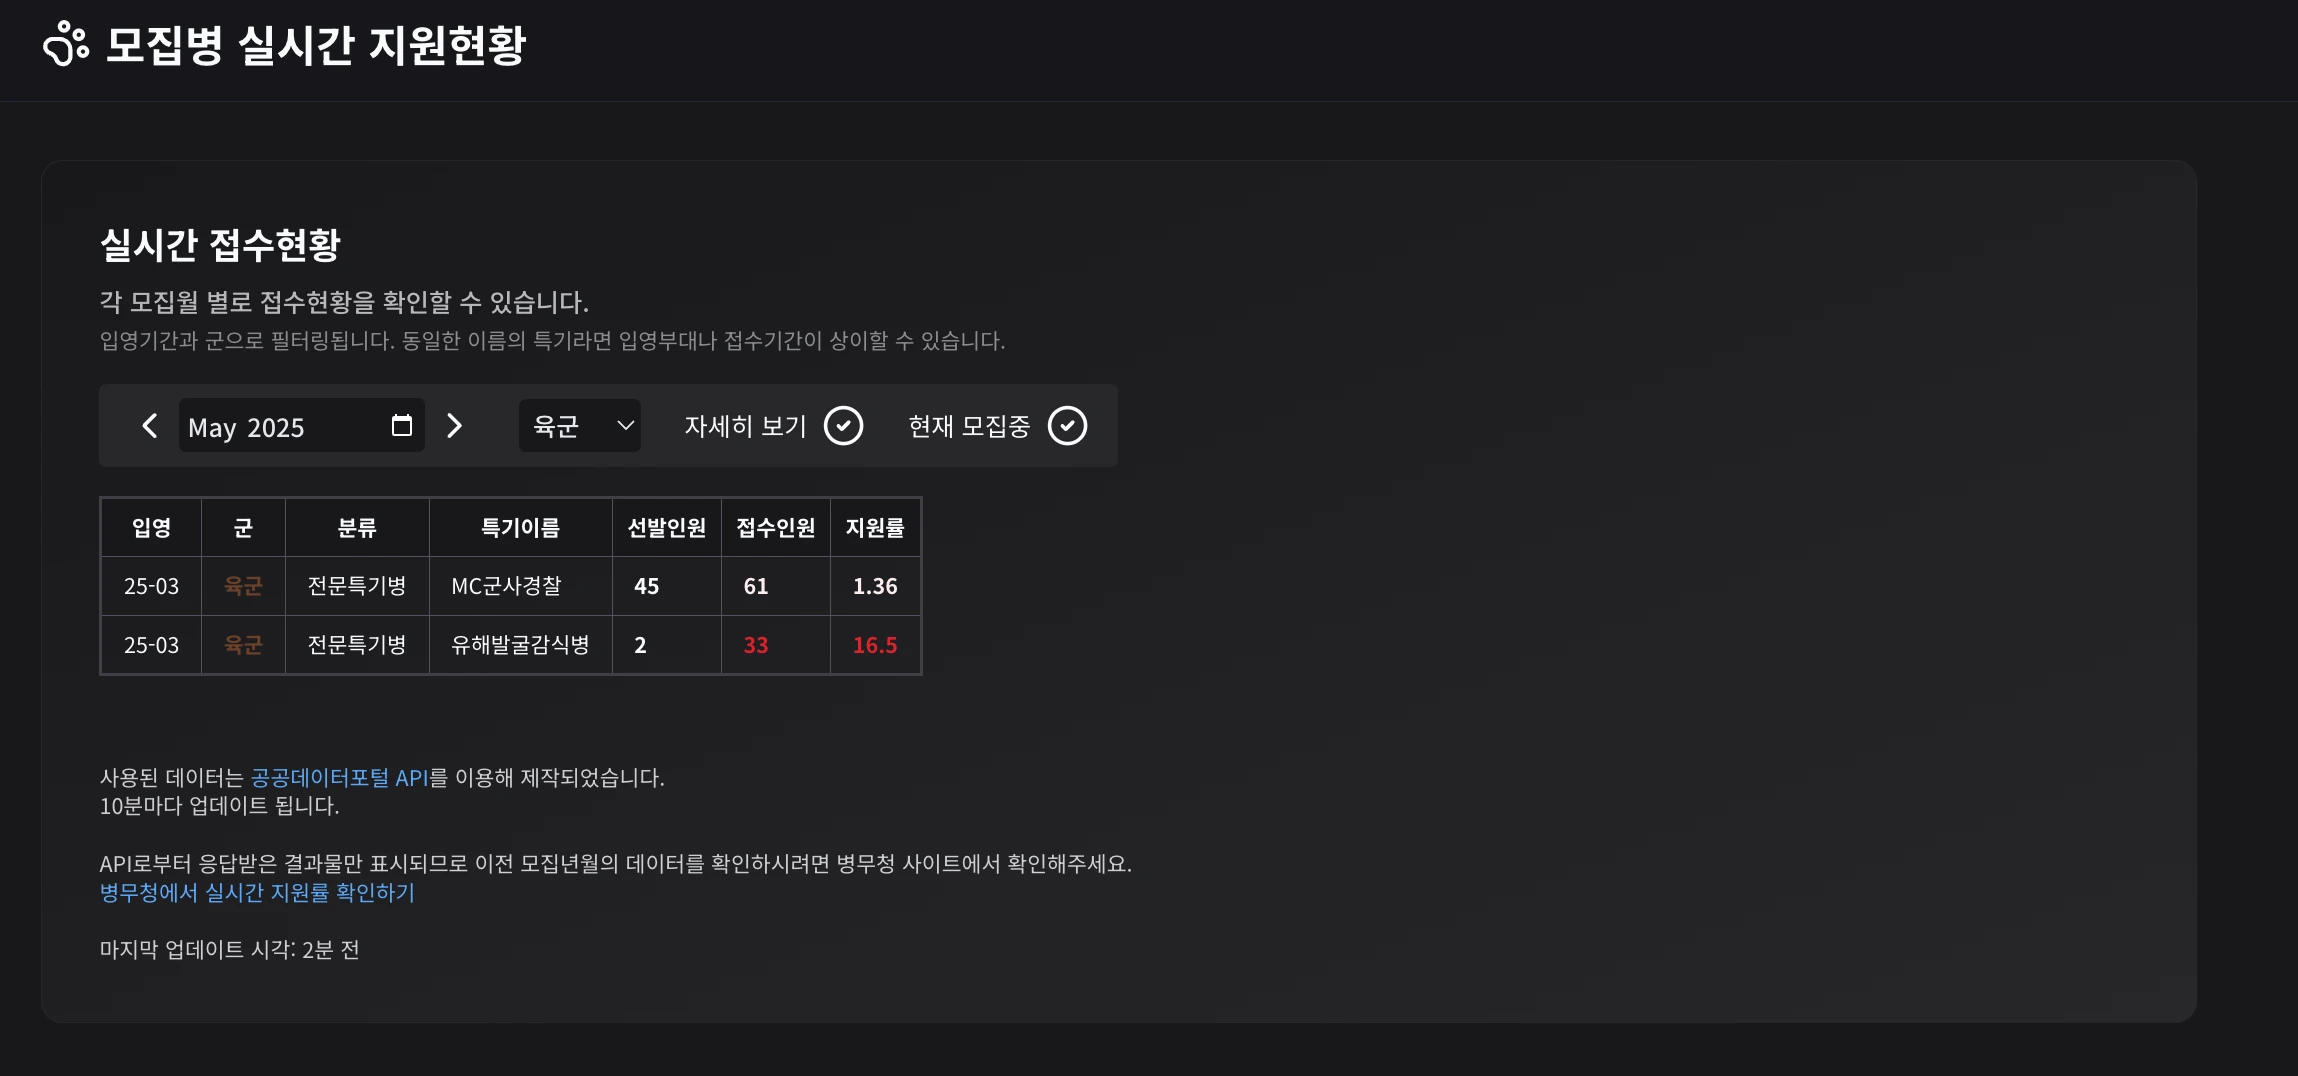 모집병 실시간 지원현황
실시간 접수현황
각 모집월 별로 접수현황을 확인할 수 있습니다.
입영기간과 군으로 필터링됩니다. 동일한 이름의 특기라면 입영부대나 접수기간이 상이할 수 있습니다.
May 2025 육군 자세히 보기 현재 모집중
입영 군 분류 특기이름 선발인원 접수인원 지원률
25-03 육군 전문특기병 MC군사경찰 45 61 1.36
25-03 육군 전문특기병 유해발굴감식병 2 33 16.5
사용된 데이터는 공공데이터포털 API를 이용해 제작되었습니다.
10분마다 업데이트 됩니다.
API로부터 응답받은 결과물만 표시되므로 이전 모집년월의 데이터를 확인하시려면 병무청 사이트에서 확인해주세요.
병무청에서 실시간 지원률 확인하기
마지막 업데이트 시각: 2분 전